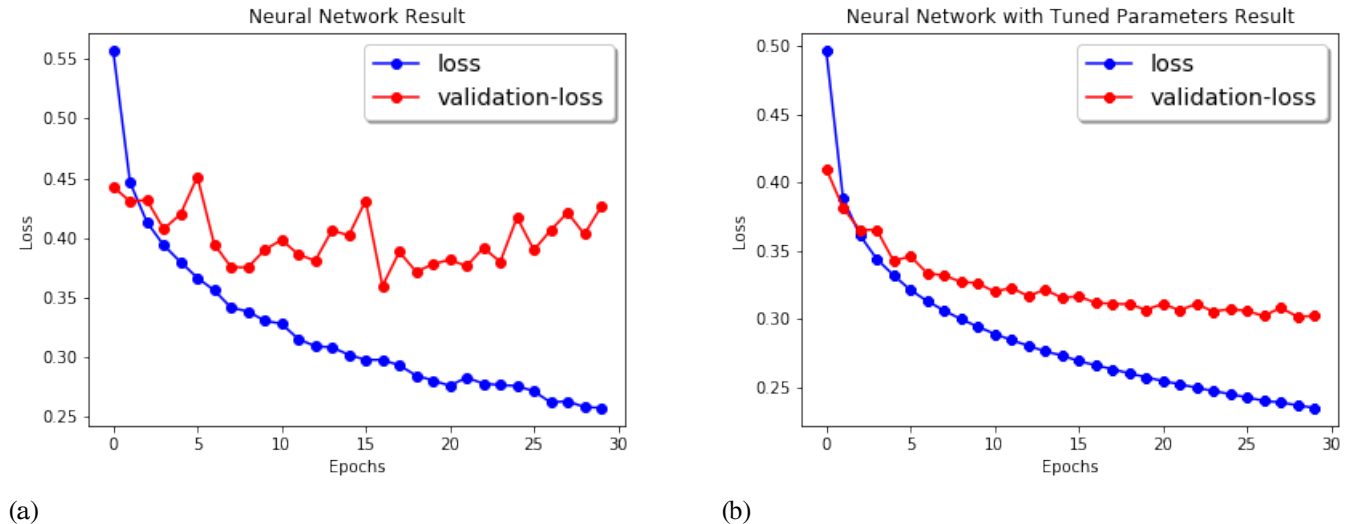 Neural Network Result
loss
validation-loss
0.55
0.50
0.45
0.40
0.35
0.30
0.25
Loss
0 5 10 15 20 25 30
Epochs
(a)
Neural Network with Tuned Parameters Result
loss
validation-loss
0.50
0.45
0.40
0.35
0.30
0.25
Loss
0 5 10 15 20 25 30
Epochs
(b)